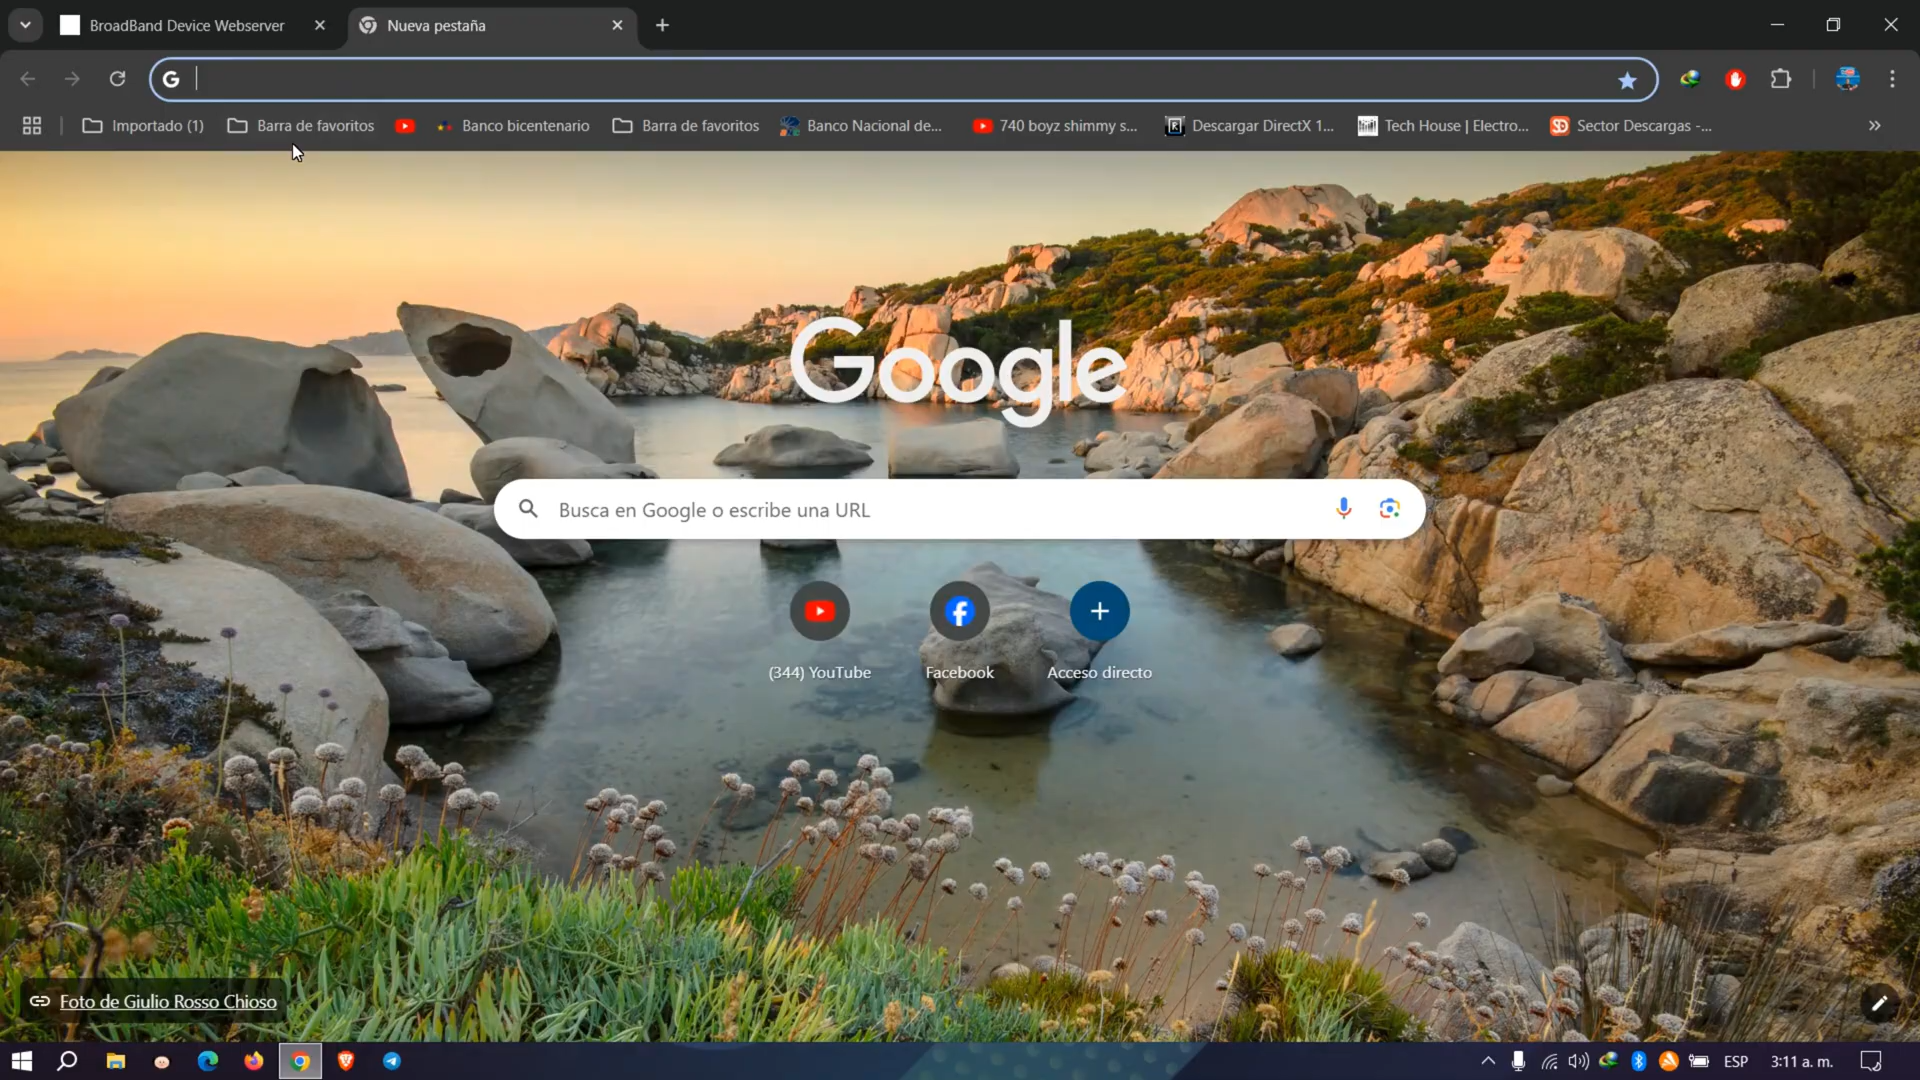 BroadBand Device Webserver
Nueva pestaña
Importado (1)
Barra de favoritos
Banco bicentenario
Barra de favoritos
Banco Nacional de...
740 boyz shimmy s...
Descargar DirectX 1...
Tech House | Electro...
Sector Descargas -...
Google
Busca en Google o escribe una URL
(344) YouTube
Facebook
Acceso directo
Foto de Giulio Rosso Chioso
ESP
3:11 a. m.